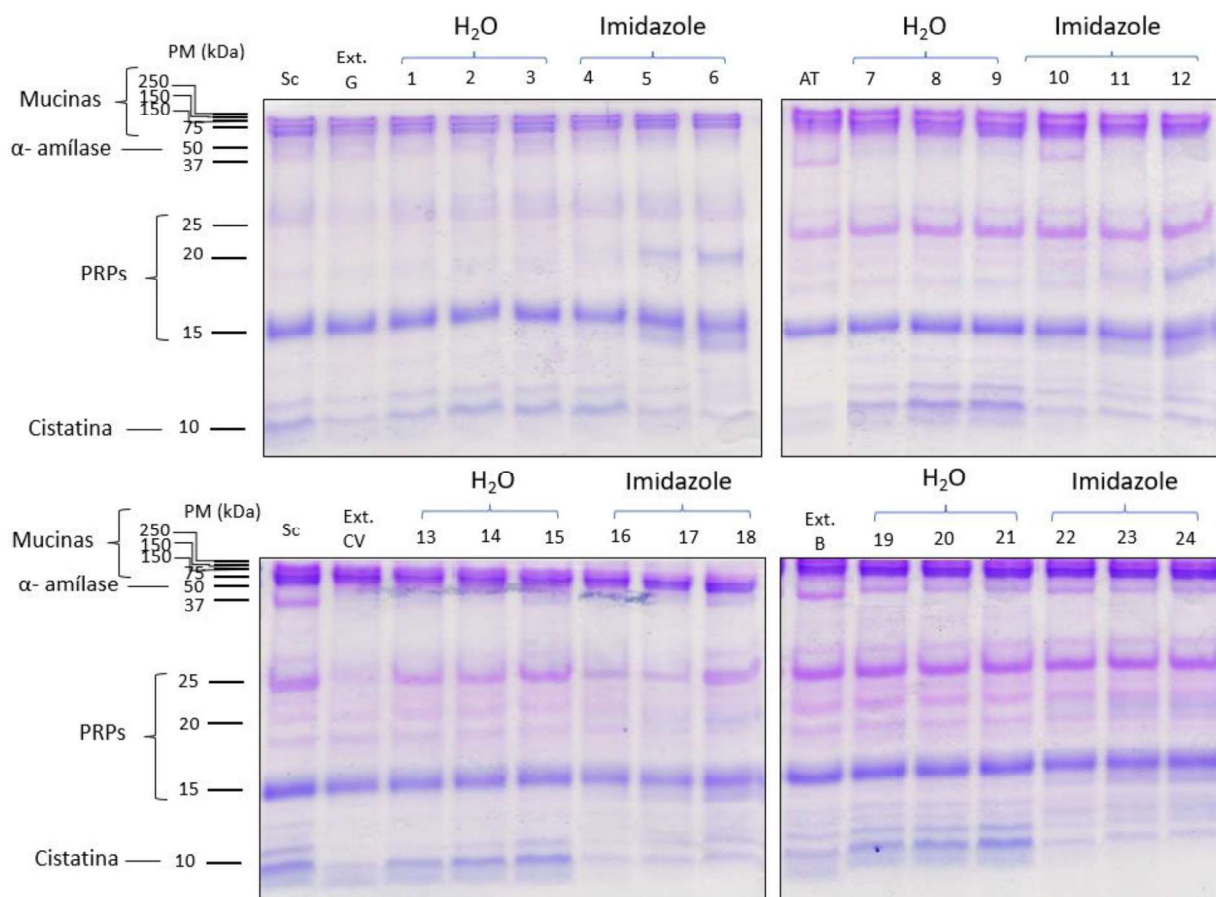 H₂O Imidazole H₂O Imidazole
PM (kDa) Sc Ext. G 1 2 3 4 5 6 AT 7 8 9 10 11 12
Mucinas 250
150
150
75
α- amílase 50
37
25
20
PRPs
15
Cistatina 10
H₂O Imidazole H₂O Imidazole
PM (kDa) Sc Ext. CV 13 14 15 16 17 18 Ext. B 19 20 21 22 23 24
Mucinas 250
150
150
75
α- amílase 50
37
25
20
PRPs
15
Cistatina 10